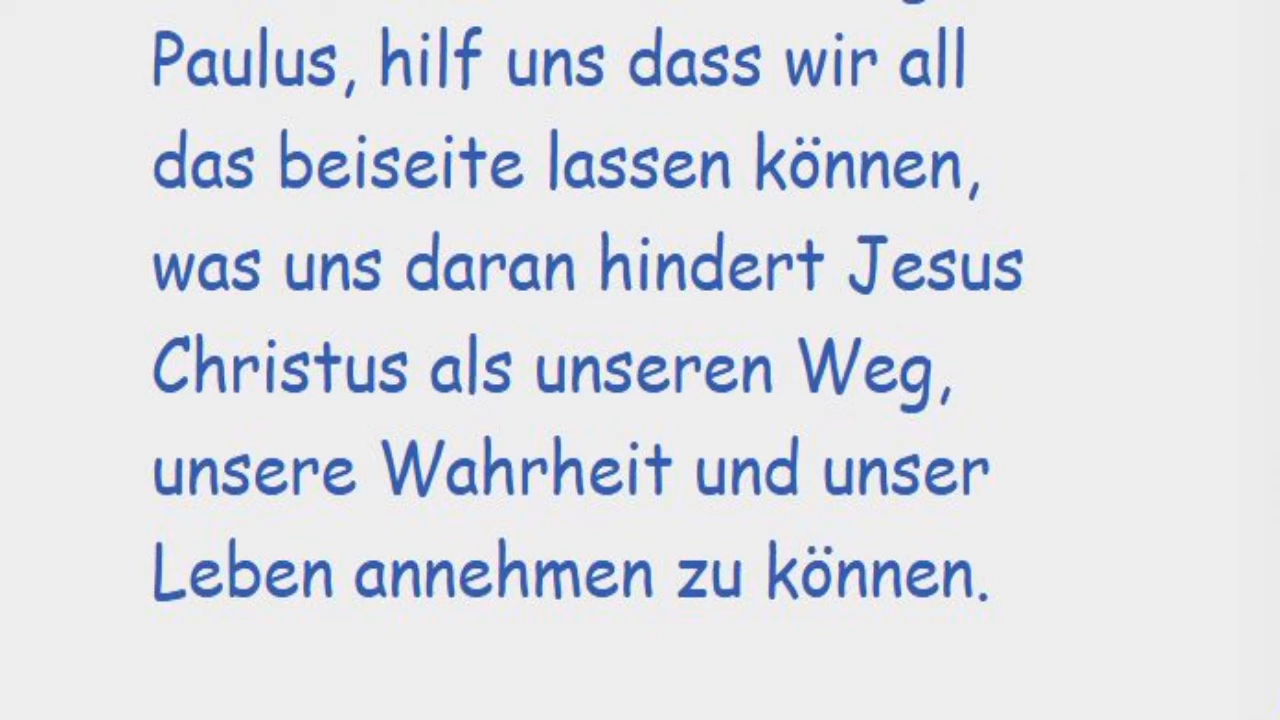 Paulus, hilf uns dass wir all
das beiseite lassen können,
was uns daran hindert Jesus
Christus als unseren Weg,
unsere Wahrheit und unser
Leben annehmen zu können.